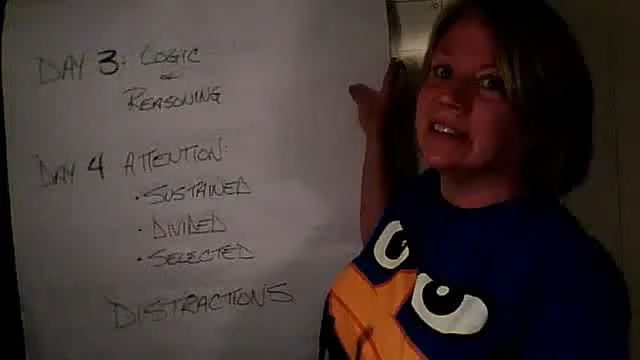 DAY 3: LOGIC
&
REASONING
DAY 4 ATTENTION:
• SUSTAINED
• DIVIDED
• SELECTED
DISTRACTIONS